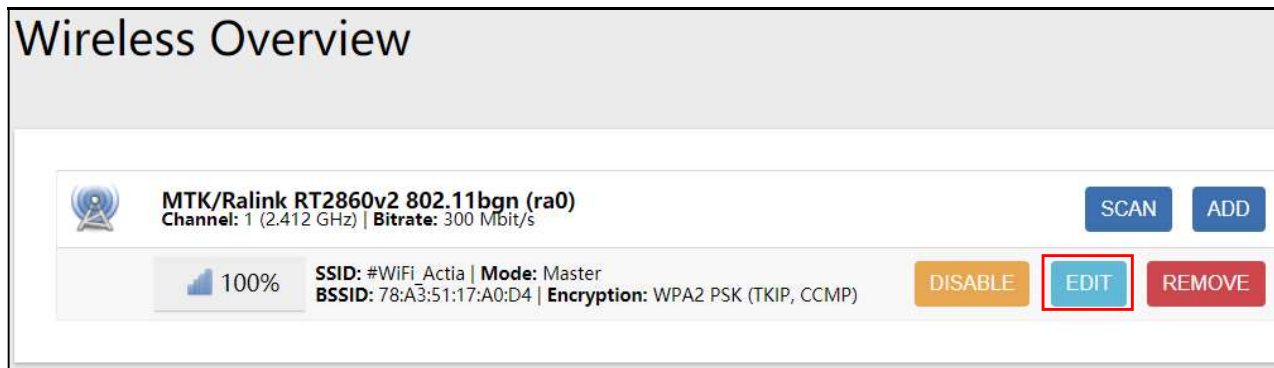 Wireless Overview
MTK/Ralink RT2860v2 802.11bgn (ra0)
Channel: 1 (2.412 GHz) | Bitrate: 300 Mbit/s
SCAN ADD
100%
SSID: #WiFi_Actia | Mode: Master
BSSID: 78:A3:51:17:A0:D4 | Encryption: WPA2 PSK (TKIP, CCMP)
DISABLE EDIT REMOVE